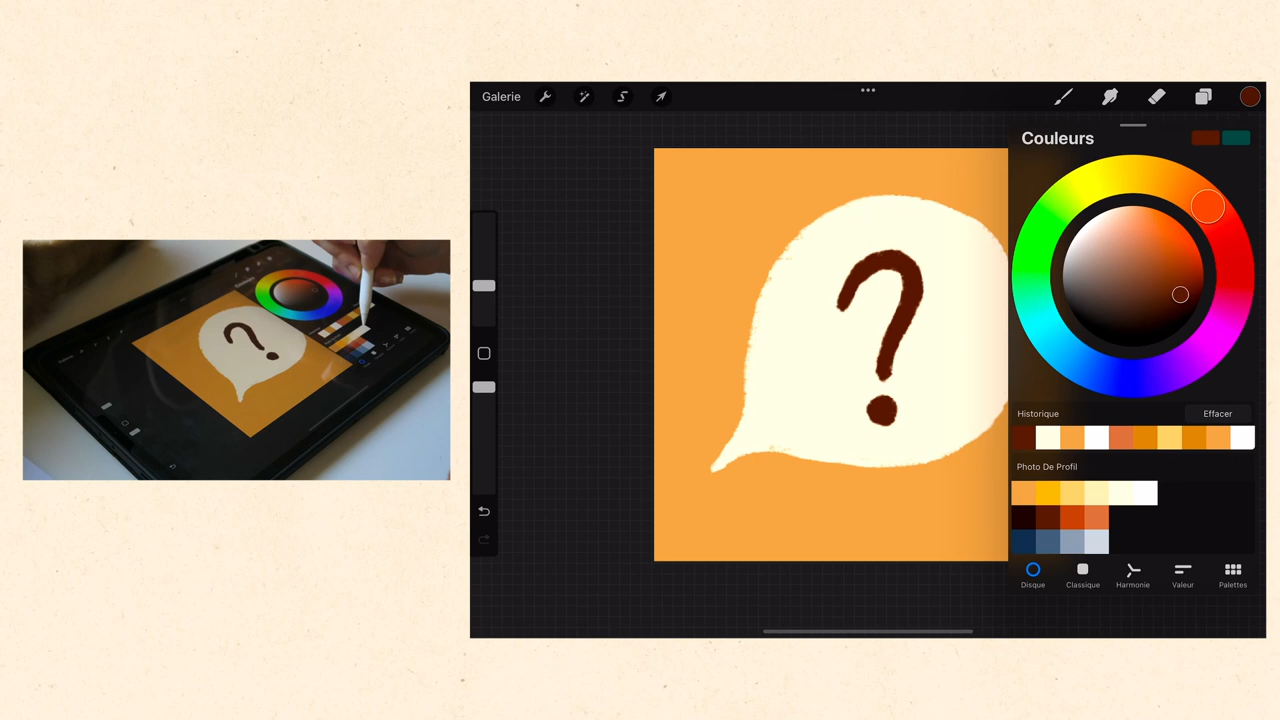 Galerie
Couleurs
?
Historique
Effacer
Photo De Profil
Disque Classique Harmonie Valeur Palettes